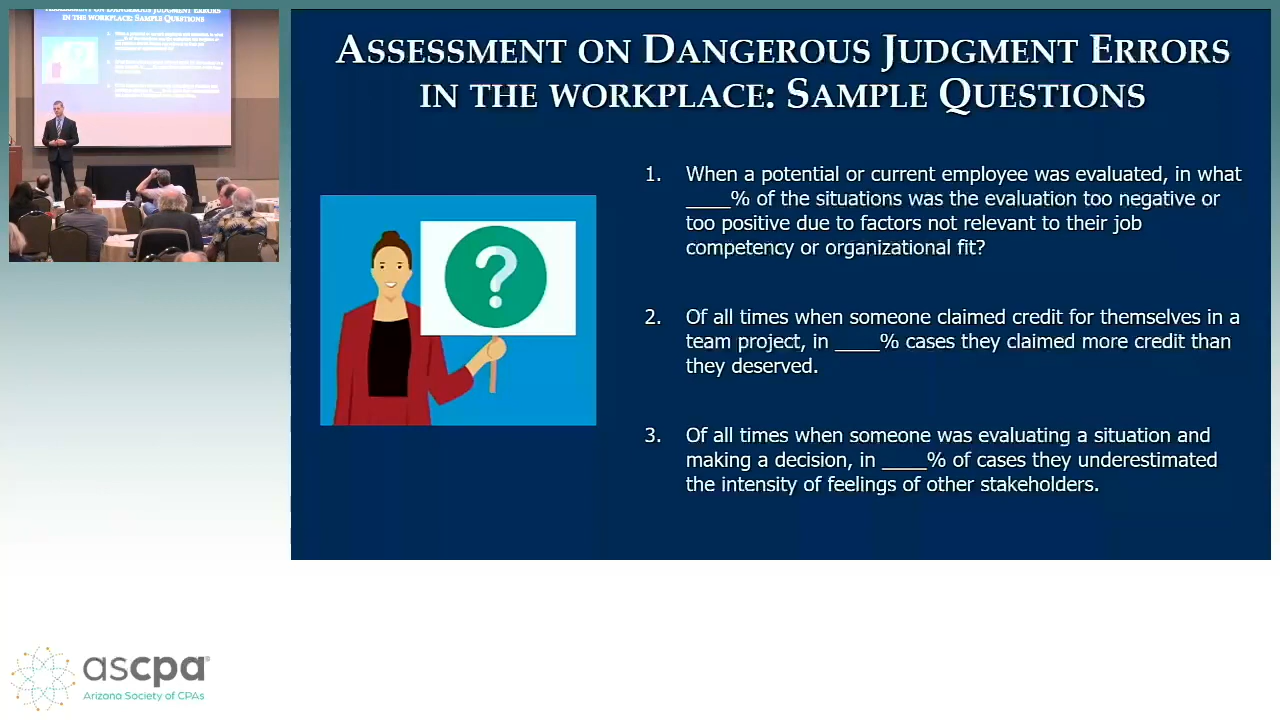 ASSESSMENT ON DANGEROUS JUDGMENT ERRORS
IN THE WORKPLACE: SAMPLE QUESTIONS
1. When a potential or current employee was evaluated, in what
____% of the situations was the evaluation too negative or
too positive due to factors not relevant to their job
competency or organizational fit?
2. Of all times when someone claimed credit for themselves in a
team project, in ____% cases they claimed more credit than
they deserved.
3. Of all times when someone was evaluating a situation and
making a decision, in ____% of cases they underestimated
the intensity of feelings of other stakeholders.
?
IN THE WORKPLACE: SAMPLE QUESTIONS
ascpa®
Arizona Society of CPAs